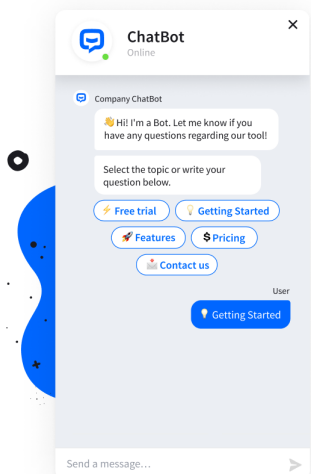 ChatBot
Online
Company ChatBot
👋 Hi! I'm a Bot. Let me know if you
have any questions regarding our tool!
Select the topic or write your
question below.
⚡ Free trial
💡 Getting Started
🚀 Features
$ Pricing
📩 Contact us
User
💡 Getting Started
Send a message...